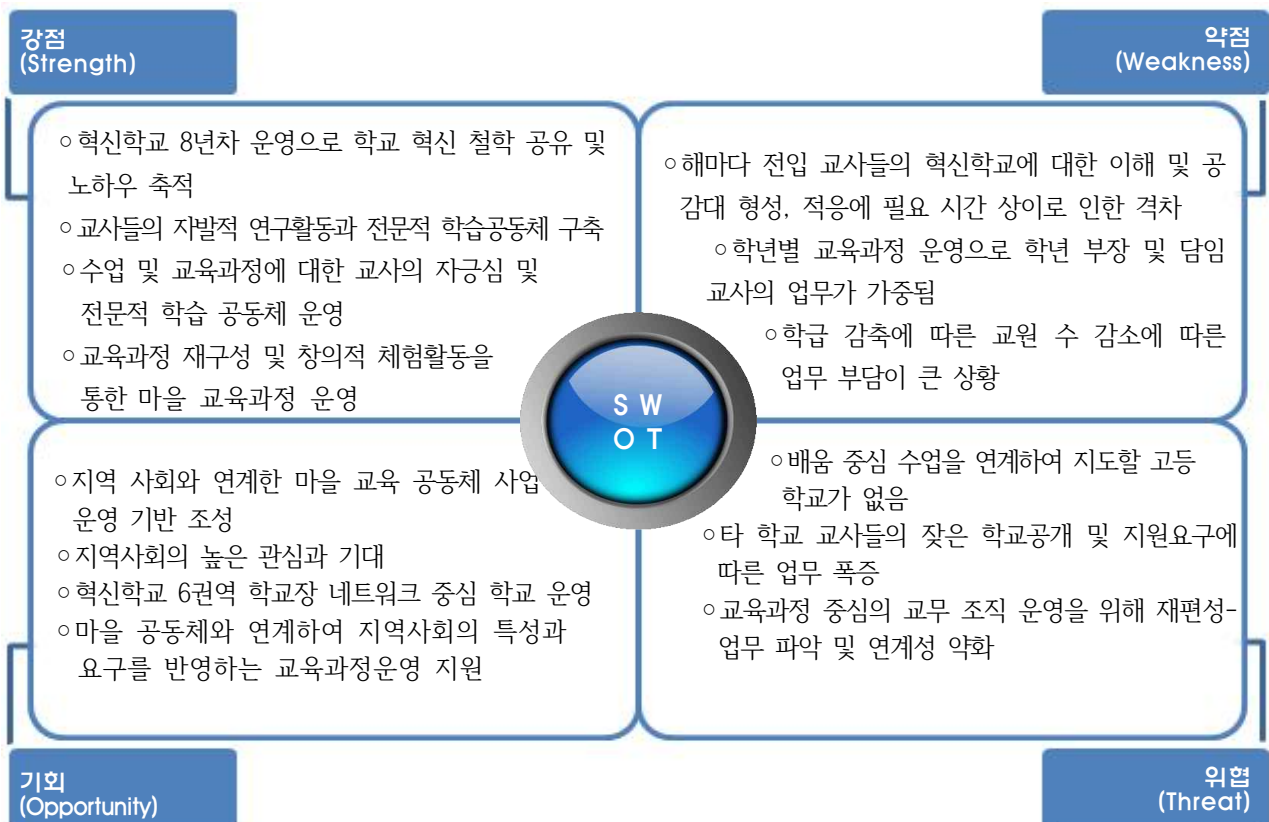 강점
(Strength)
약점
(Weakness)
◦혁신학교 8년차 운영으로 학교 혁신 철학 공유 및
노하우 축적
◦교사들의 자발적 연구활동과 전문적 학습공동체 구축
◦수업 및 교육과정에 대한 교사의 자긍심 및
전문적 학습 공동체 운영
◦교육과정 재구성 및 창의적 체험활동을
통한 마을 교육과정 운영
◦해마다 전입 교사들의 혁신학교에 대한 이해 및 공
감대 형성, 적응에 필요 시간 상이로 인한 격차
◦학년별 교육과정 운영으로 학년 부장 및 담임
교사의 업무가 가중됨
◦학급 감축에 따른 교원 수 감소에 따른
업무 부담이 큰 상황
S W
O T
◦지역 사회와 연계한 마을 교육 공동체 사업
운영 기반 조성
◦지역사회의 높은 관심과 기대
◦혁신학교 6권역 학교장 네트워크 중심 학교 운영
◦마을 공동체와 연계하여 지역사회의 특성과
요구를 반영하는 교육과정운영 지원
◦배움 중심 수업을 연계하여 지도할 고등
학교가 없음
◦타 학교 교사들의 잦은 학교공개 및 지원요구에
따른 업무 폭증
◦교육과정 중심의 교무 조직 운영을 위해 재편성-
업무 파악 및 연계성 약화
기회
(Opportunity)
위협
(Threat)